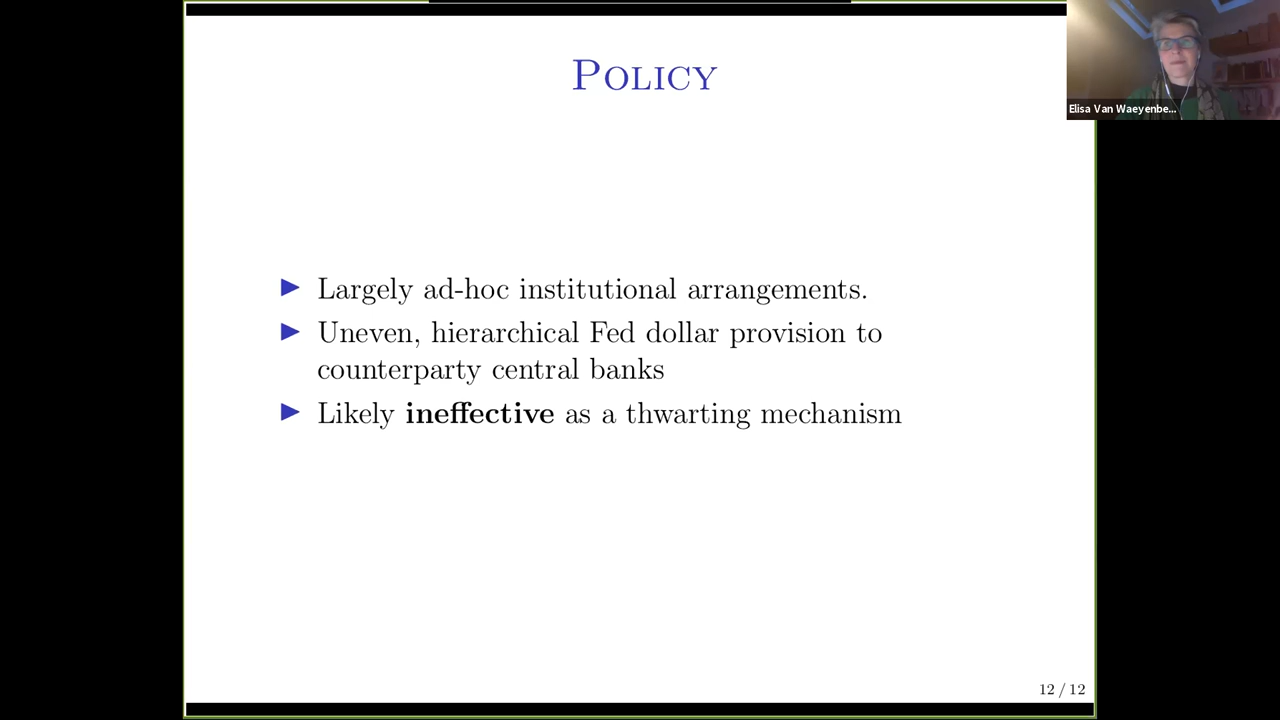 POLICY
Elisa Van Waeyenbe...
▶ Largely ad-hoc institutional arrangements.
▶ Uneven, hierarchical Fed dollar provision to
counterparty central banks
▶ Likely ineffective as a thwarting mechanism
12 / 12